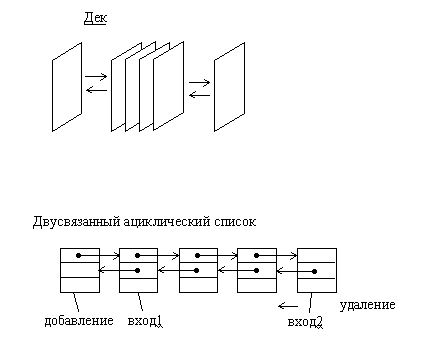 Дек
Двусвязанный ациклический список
добавление вход1 вход2 удаление